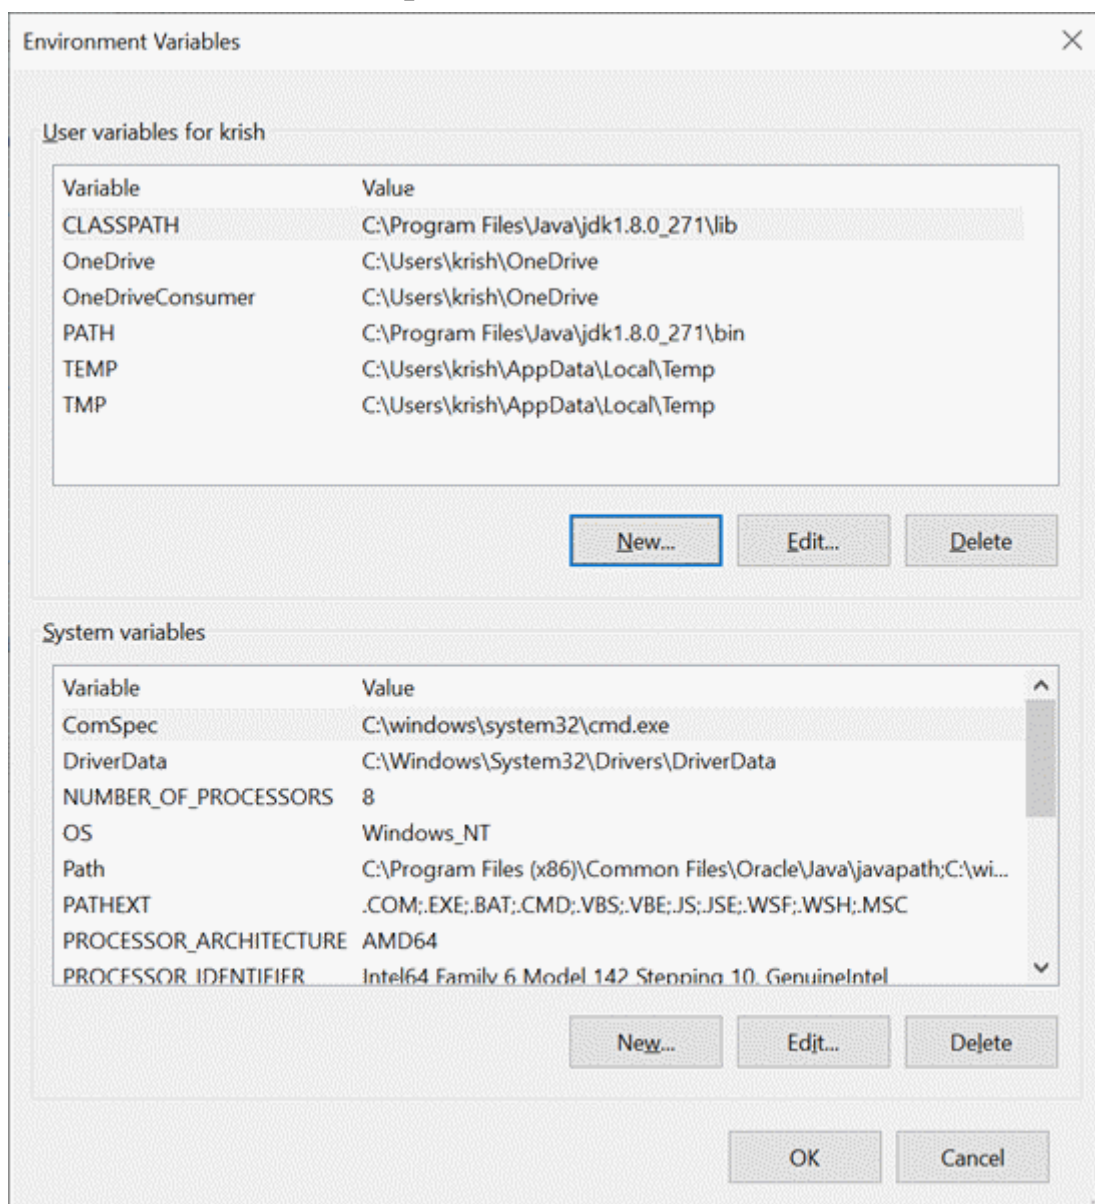 Environment Variables
User variables for krish
Variable Value
CLASSPATH C:\Program Files\Java\jdk1.8.0_271\lib
OneDrive C:\Users\krish\OneDrive
OneDriveConsumer C:\Users\krish\OneDrive
PATH C:\Program Files\Java\jdk1.8.0_271\bin
TEMP C:\Users\krish\AppData\Local\Temp
TMP C:\Users\krish\AppData\Local\Temp
New... Edit... Delete
System variables
Variable Value
ComSpec C:\windows\system32\cmd.exe
DriverData C:\Windows\System32\Drivers\DriverData
NUMBER_OF_PROCESSORS 8
OS Windows_NT
Path C:\Program Files (x86)\Common Files\Oracle\Java\javapath;C:\wi...
PATHEXT .COM;.EXE;.BAT;.CMD;.VBS;.VBE;.JS;.JSE;.WSF;.WSH;.MSC
PROCESSOR_ARCHITECTURE AMD64
PROCESSOR_IDENTIFIER Intel64 Family 6 Model 142 Stepping 10, GenuineIntel
New... Edit... Delete
OK Cancel